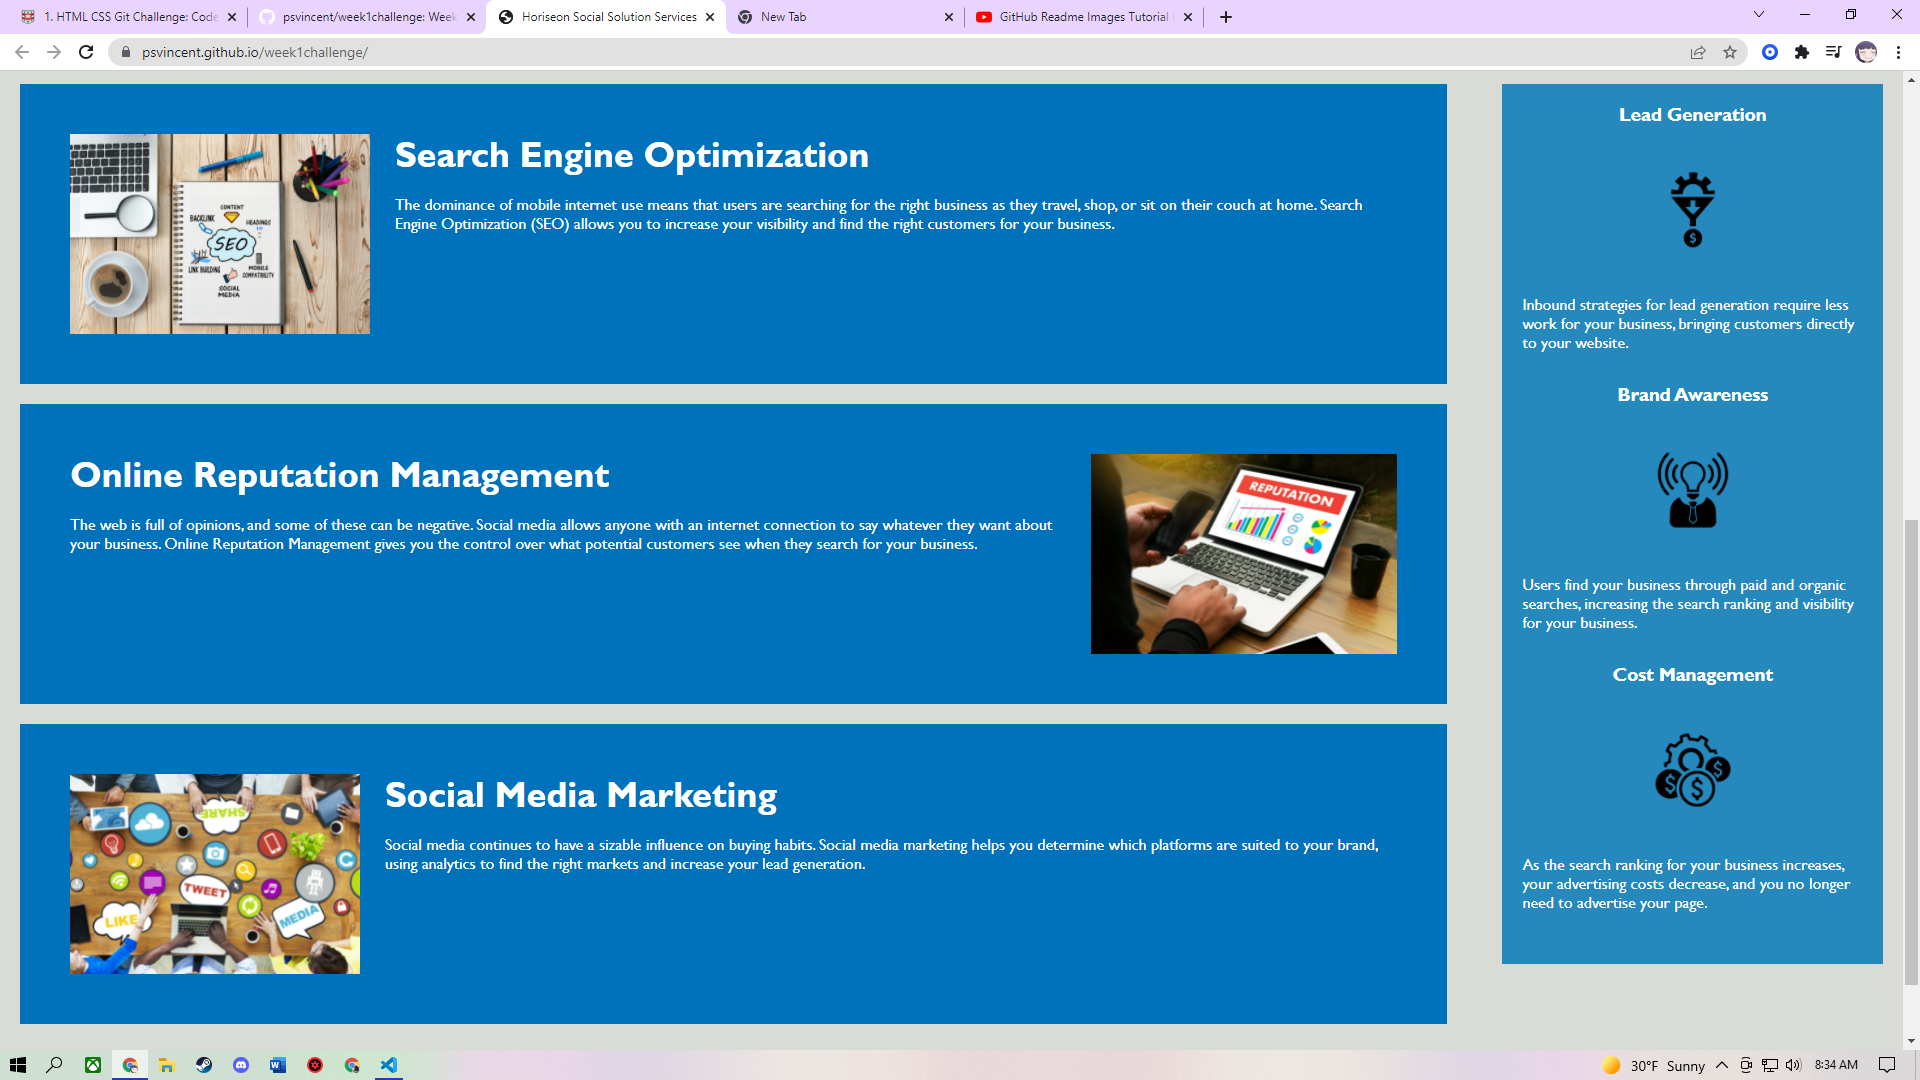 1. HTML CSS Git Challenge: Code
psvincent/week1challenge: Week
Horiseon Social Solution Services
New Tab
GitHub Readme Images Tutorial
psvincent.github.io/week1challenge/
Search Engine Optimization
The dominance of mobile internet use means that users are searching for the right business as they travel, shop, or sit on their couch at home. Search
Engine Optimization (SEO) allows you to increase your visibility and find the right customers for your business.
CONTENT
BACKLINK
HEADINGS
SEO
LINK BUILDING
MOBILE
COMPATIBILITY
SOCIAL
MEDIA
Online Reputation Management
The web is full of opinions, and some of these can be negative. Social media allows anyone with an internet connection to say whatever they want about
your business. Online Reputation Management gives you the control over what potential customers see when they search for your business.
REPUTATION
Social Media Marketing
Social media continues to have a sizable influence on buying habits. Social media marketing helps you determine which platforms are suited to your brand,
using analytics to find the right markets and increase your lead generation.
SHARE
TWEET
LIKE
MEDIA
Lead Generation
Inbound strategies for lead generation require less
work for your business, bringing customers directly
to your website.
Brand Awareness
Users find your business through paid and organic
searches, increasing the search ranking and visibility
for your business.
Cost Management
As the search ranking for your business increases,
your advertising costs decrease, and you no longer
need to advertise your page.
30°F Sunny
8:34 AM